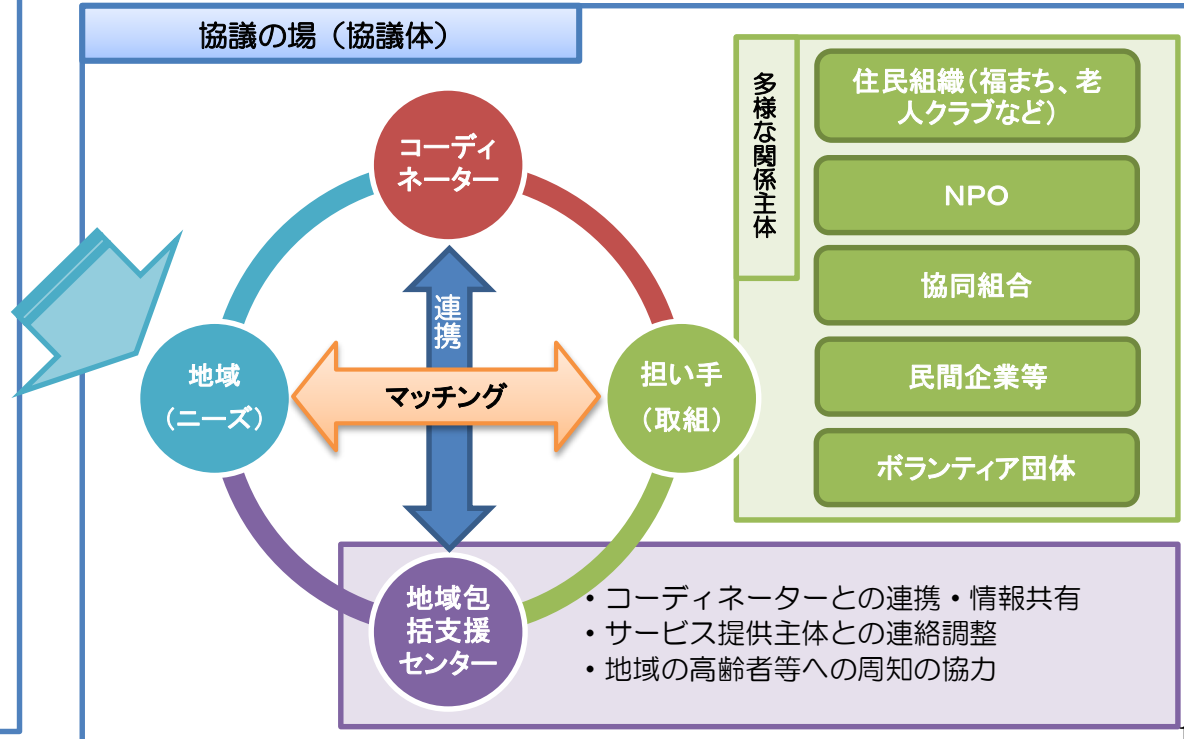 協議の場（協議体）
コーディ
ネーター
連携
地域
（ニーズ）
マッチング
担い手
（取組）
地域包
括支援
センター
多様な関係主体
住民組織（福まち、老
人クラブなど）
ＮＰＯ
協同組合
民間企業等
ボランティア団体
・コーディネーターとの連携・情報共有
・サービス提供主体との連絡調整
・地域の高齢者等への周知の協力